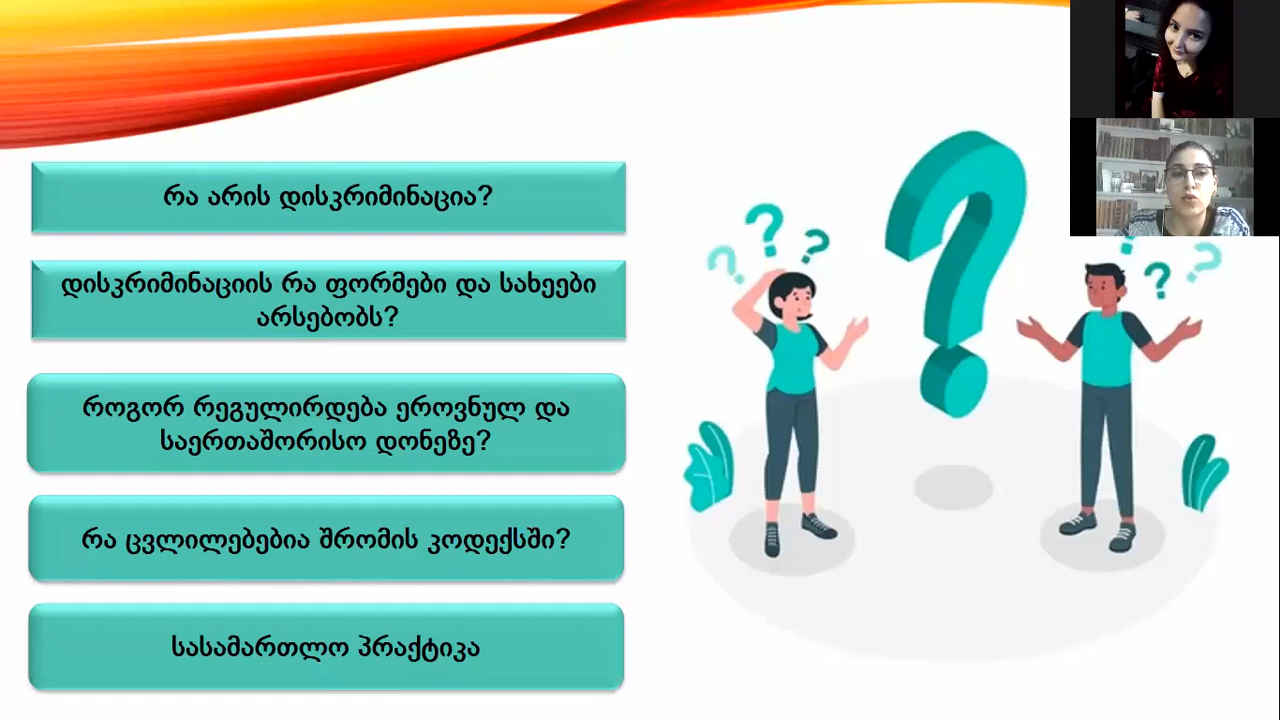 რა არის დისკრიმინაცია?
დისკრიმინაციის რა ფორმები და სახეები
არსებობს?
როგორ რეგულირდება ეროვნულ და
საერთაშორისო დონეზე?
რა ცვლილებებია შრომის კოდექსში?
სასამართლო პრაქტიკა